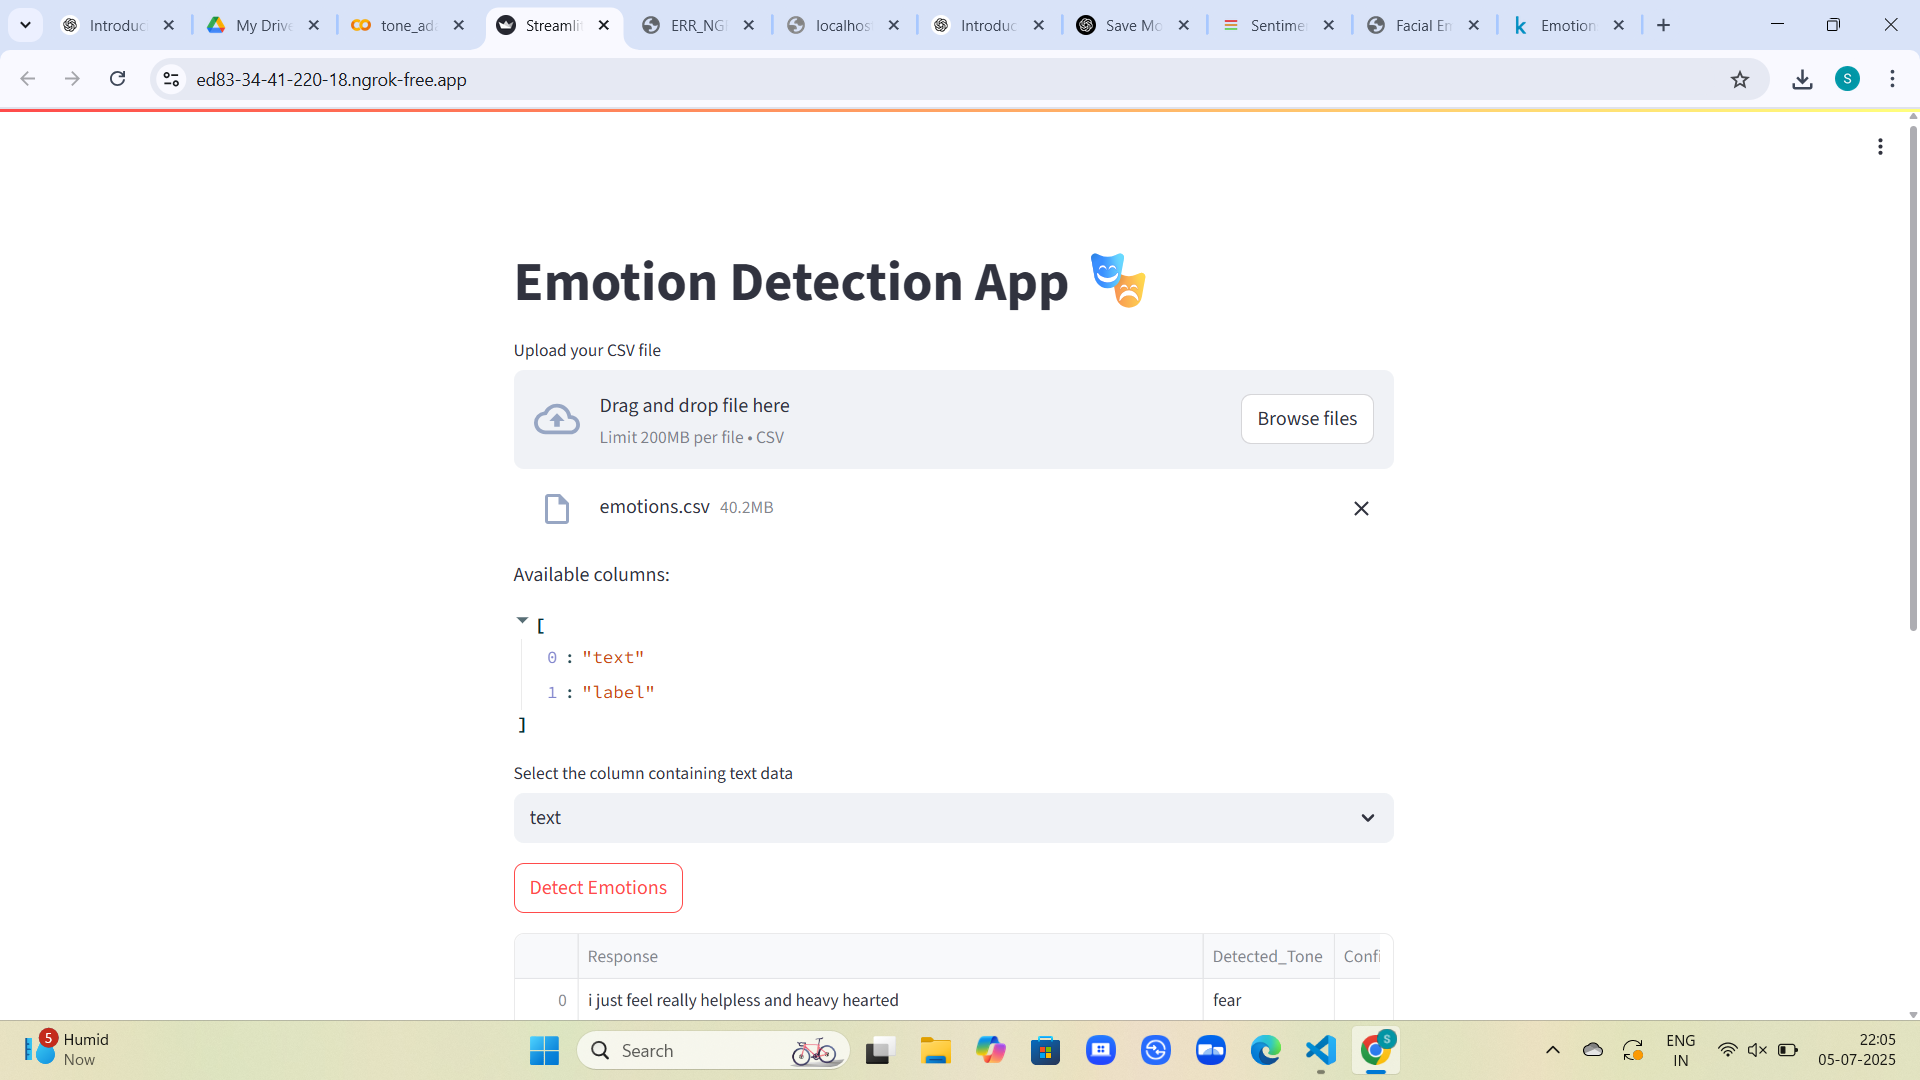 Introduc
My Drive
tone_ada
Streamlit
ERR_NGR
localhost
Introduc
Save Mo
Sentimen
Facial Em
Emotion
ed83-34-41-220-18.ngrok-free.app
S
Emotion Detection App
Upload your CSV file
Drag and drop file here
Limit 200MB per file • CSV
Browse files
emotions.csv 40.2MB
Available columns:
[
0 : "text"
1 : "label"
]
Select the column containing text data
text
Detect Emotions
Response Detected_Tone Confi
0 i just feel really helpless and heavy hearted fear
5
Humid
Now
Search
S
ENG
IN
22:05
05-07-2025